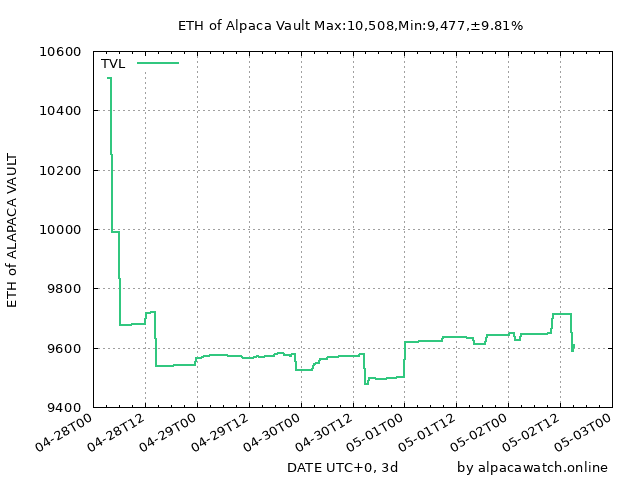 ETH of Alpaca Vault Max:10,508,Min:9,477,±9.81%
10600
TVL
10400
10200
10000
9800
9600
9400
ETH of ALAPACA VAULT
04-28T00
04-28T12
04-29T00
04-29T12
04-30T00
04-30T12
05-01T00
05-01T12
05-02T00
05-02T12
05-03T00
DATE UTC+0, 3d
by alpacawatch.online